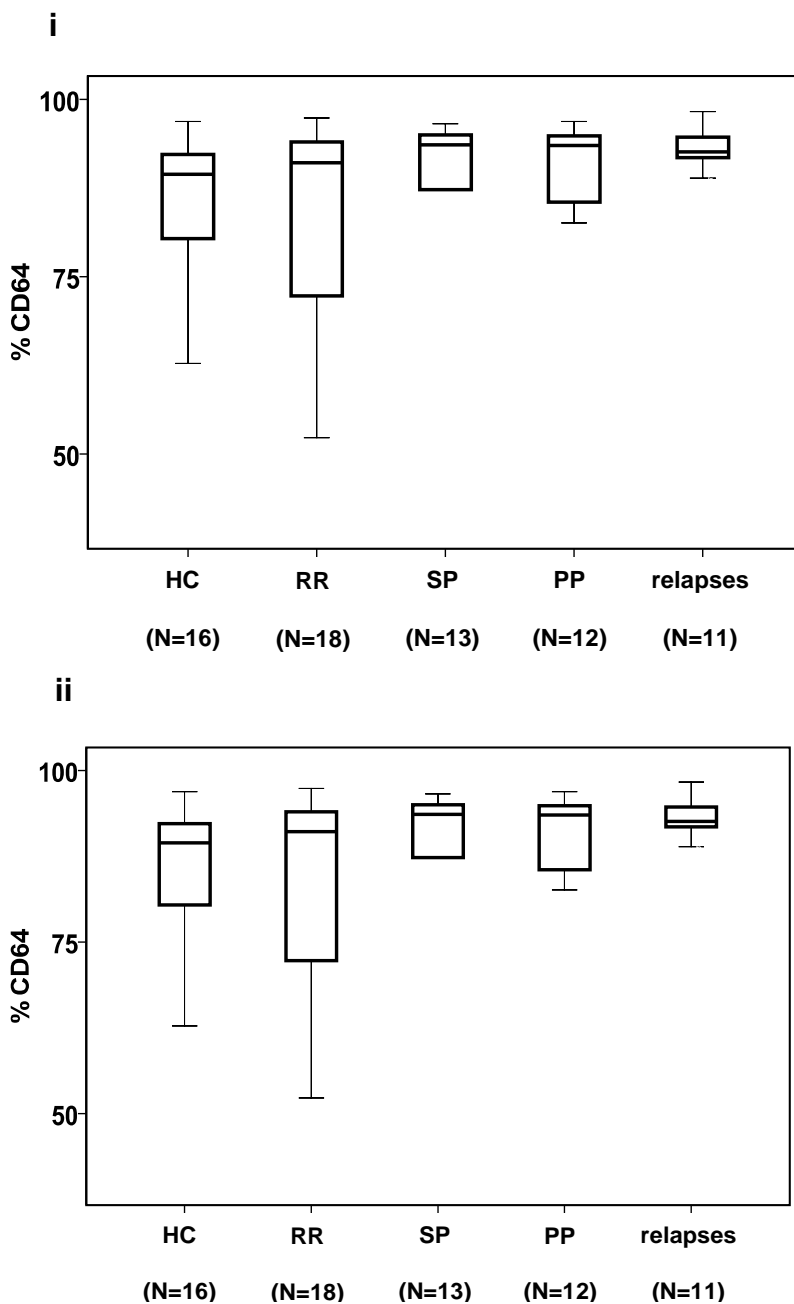 i
100
75
50
% CD64
HC RR SP PP relapses
(N=16) (N=18) (N=13) (N=12) (N=11)
ii
100
75
50
% CD64
HC RR SP PP relapses
(N=16) (N=18) (N=13) (N=12) (N=11)